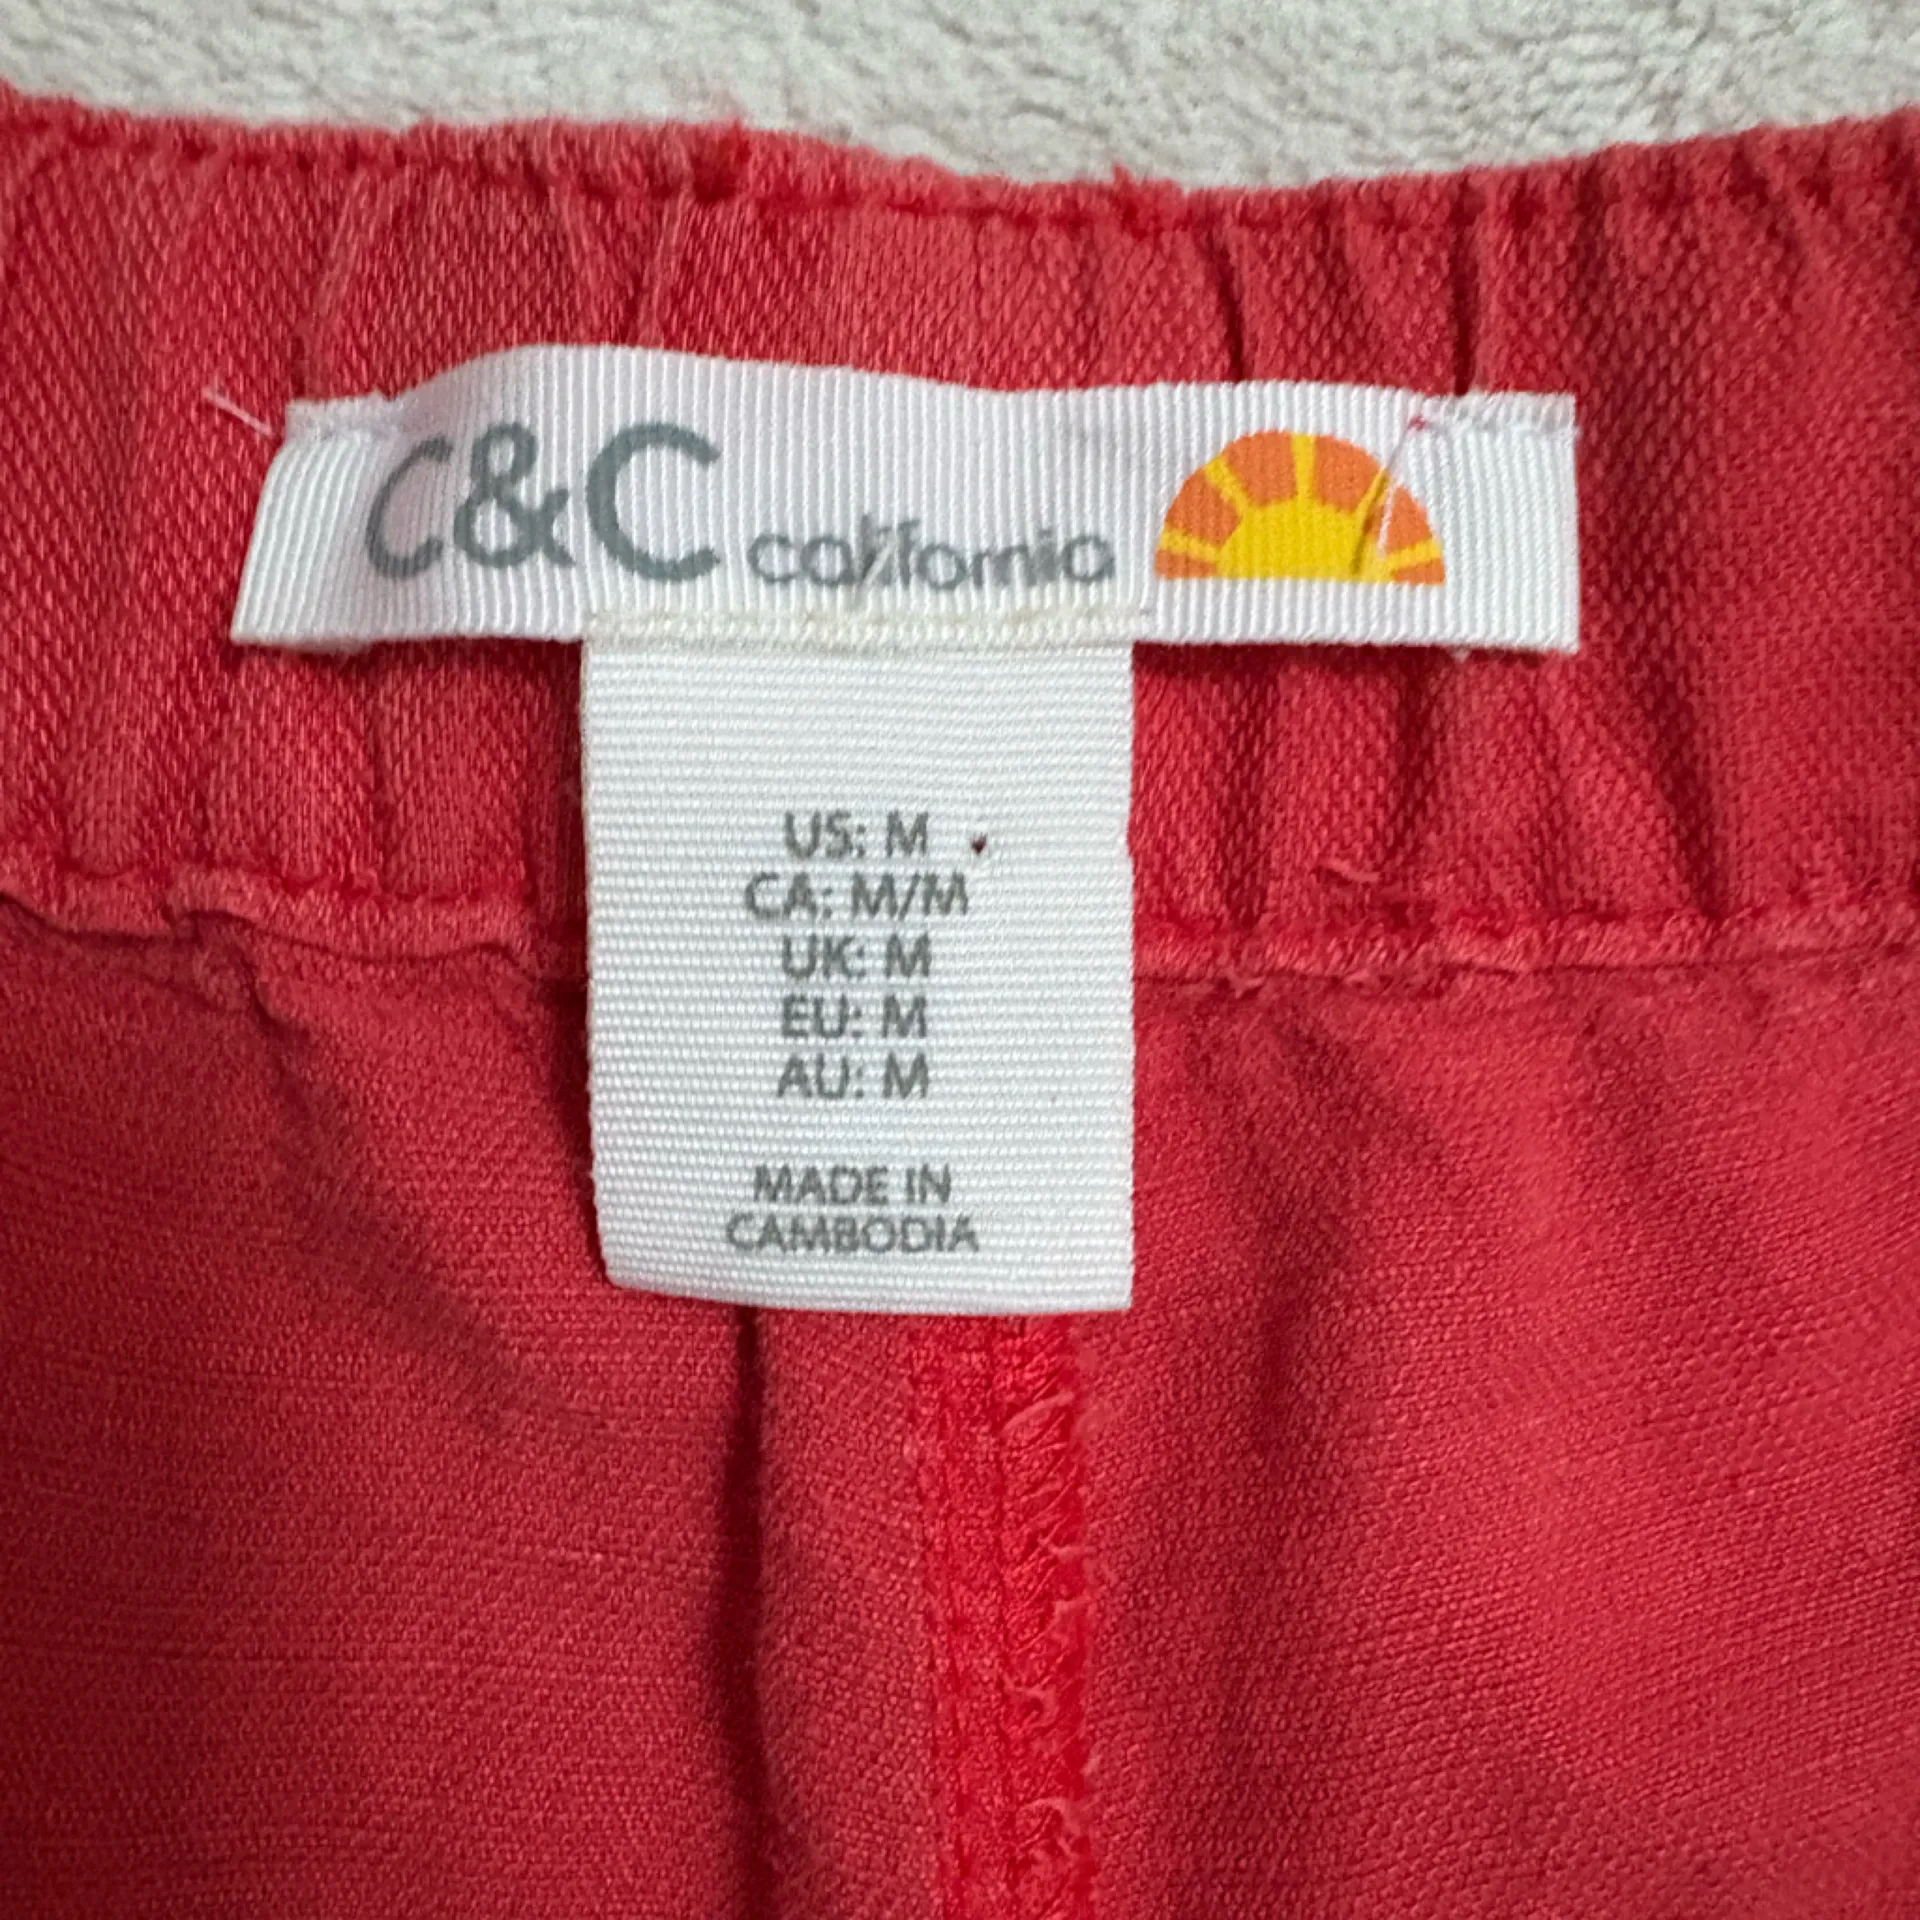 C&C california
US: M
CA: M/M
UK: M
EU: M
AU: M
MADE IN
CAMBODIA